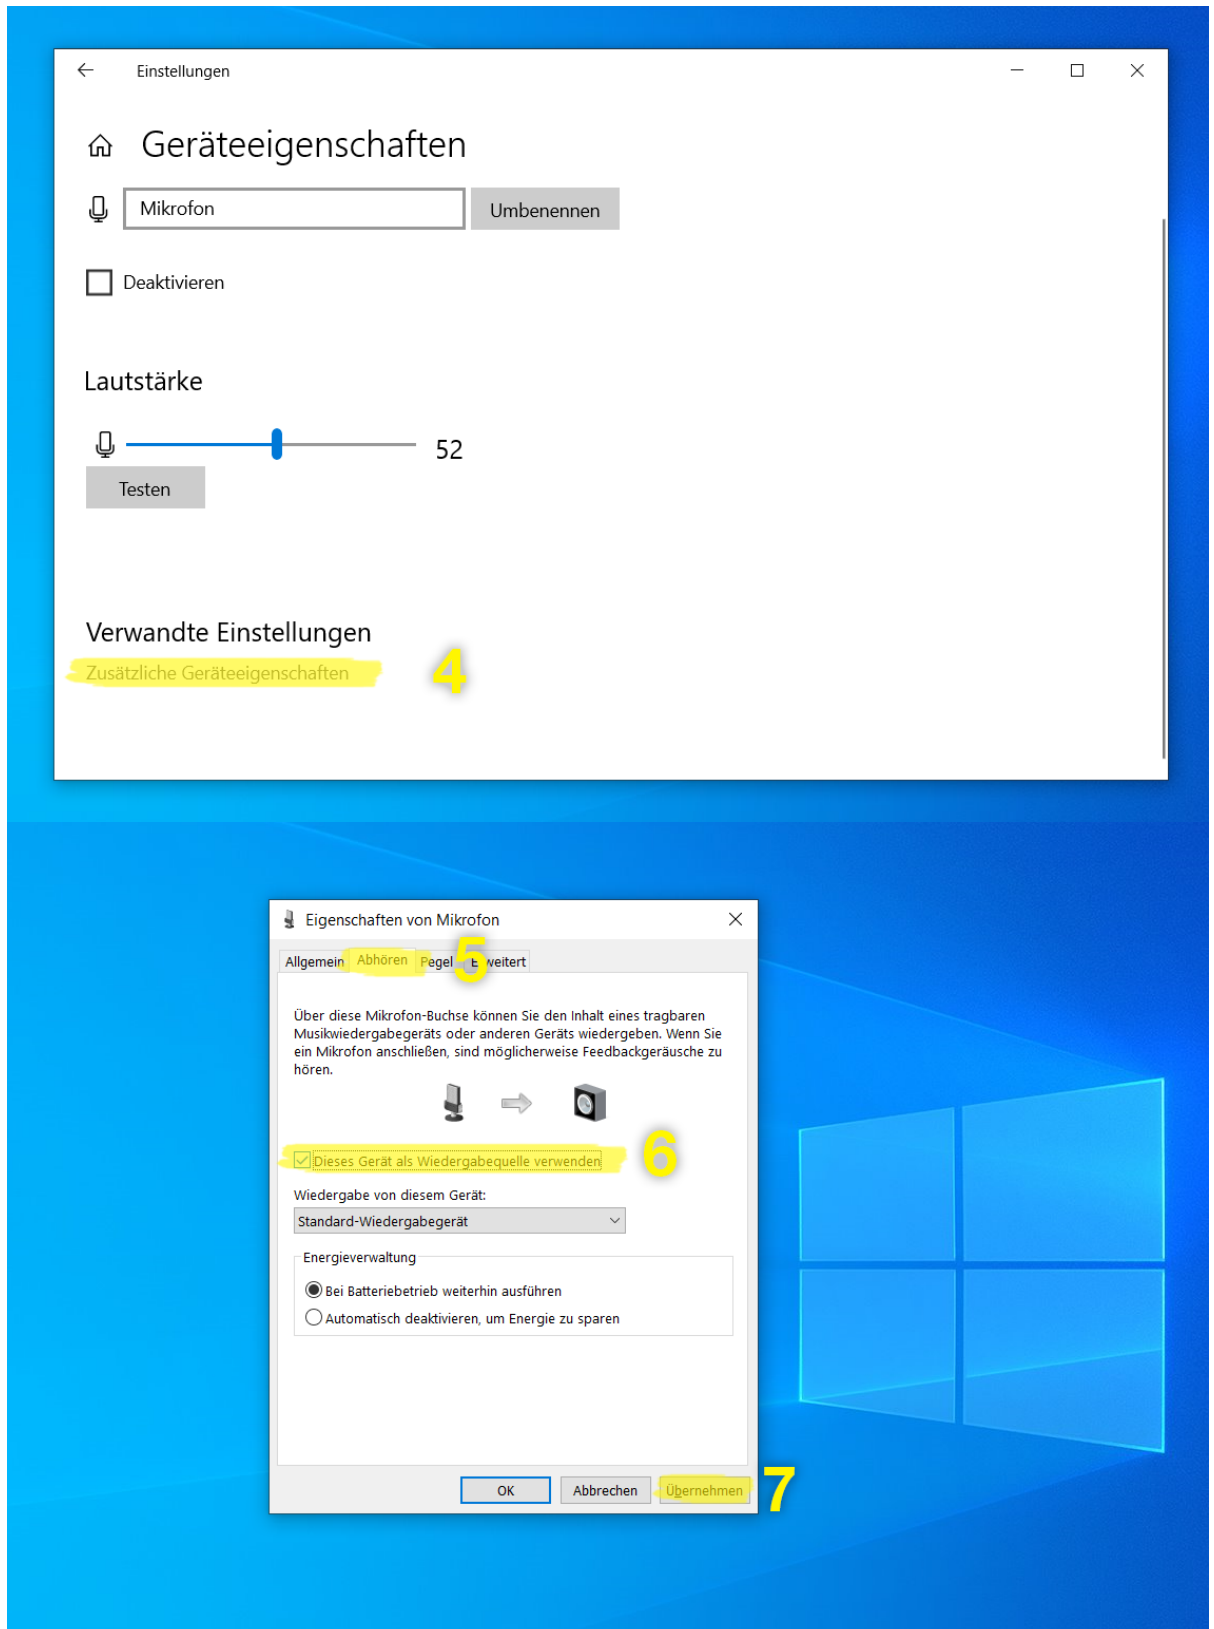 Einstellungen
Geräteeigenschaften
Mikrofon
Umbenennen
Deaktivieren
Lautstärke
52
Testen
Verwandte Einstellungen
Zusätzliche Geräteeigenschaften
4
Eigenschaften von Mikrofon
5
Allgemein Abhören Pegel Erweitert
Über diese Mikrofon-Buchse können Sie den Inhalt eines tragbaren
Musikwiedergabegeräts oder anderen Geräts wiedergeben. Wenn Sie
ein Mikrofon anschließen, sind möglicherweise Feedbackgeräusche zu
hören.
Dieses Gerät als Wiedergabequelle verwenden
6
Wiedergabe von diesem Gerät:
Standard-Wiedergabegerät
Energieverwaltung
Bei Batteriebetrieb weiterhin ausführen
Automatisch deaktivieren, um Energie zu sparen
OK Abbrechen Übernehmen
7